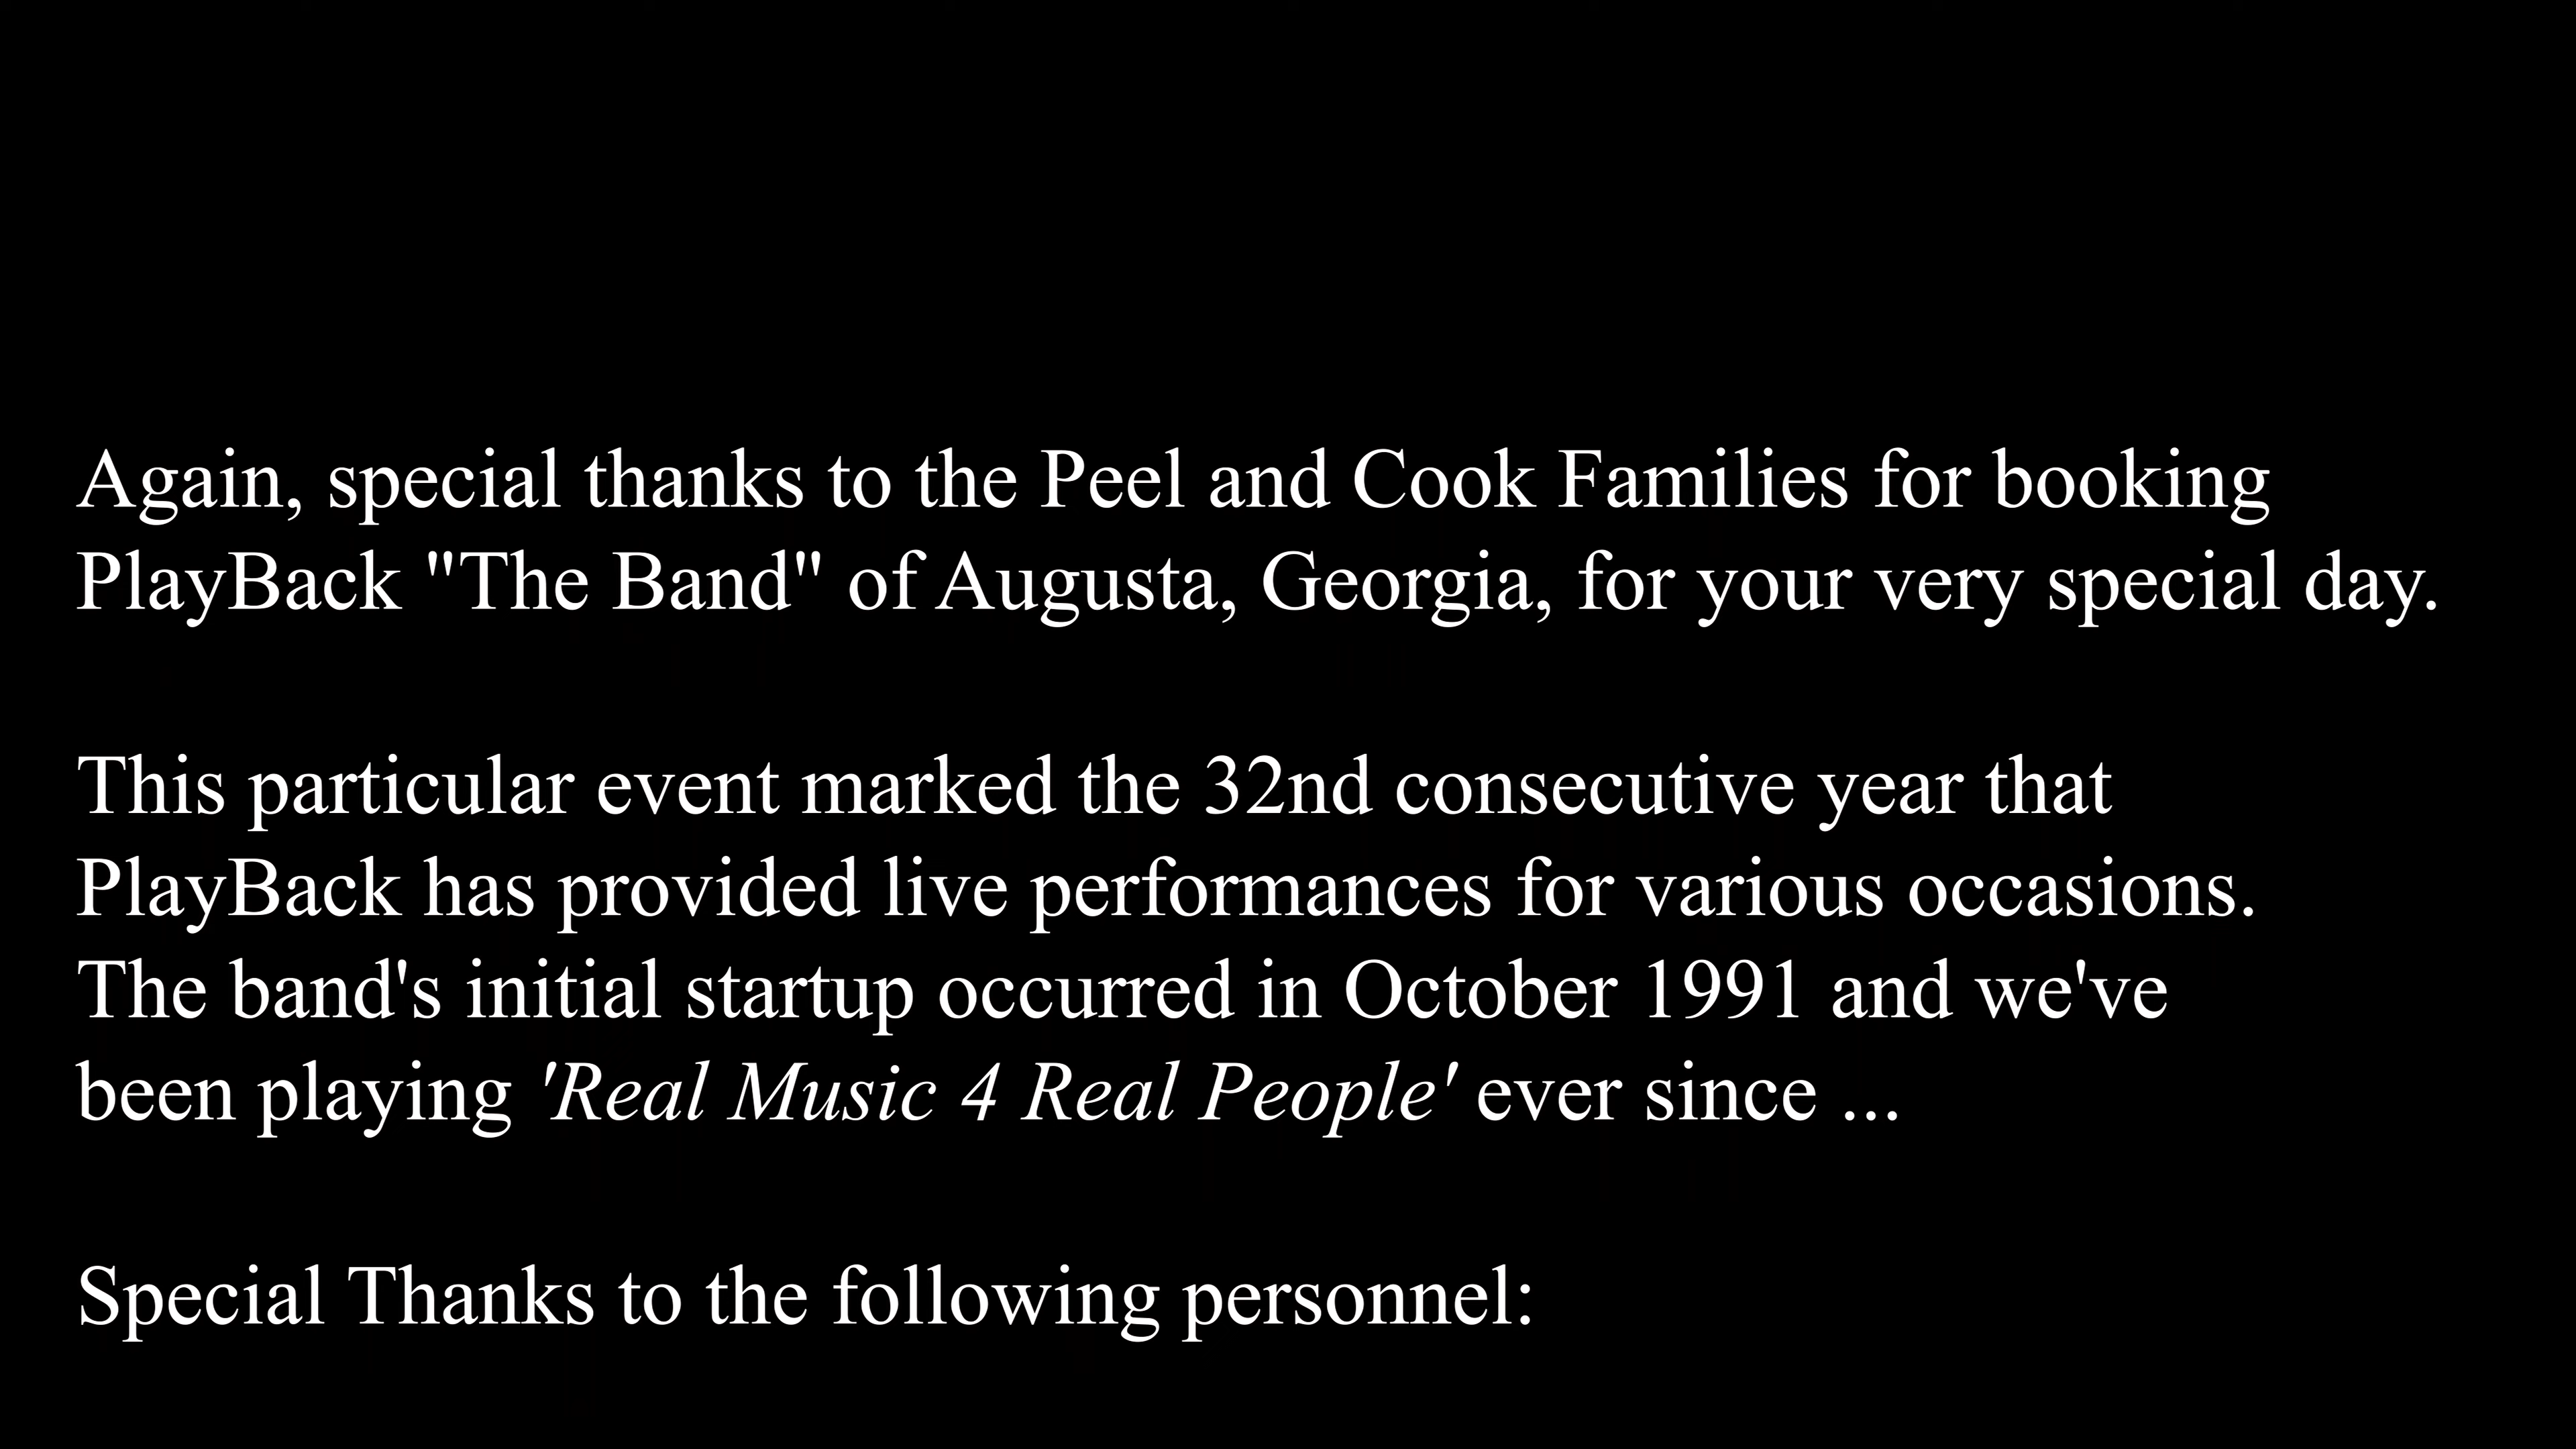 Again, special thanks to the Peel and Cook Families for booking
PlayBack "The Band" of Augusta, Georgia, for your very special day.
This particular event marked the 32nd consecutive year that
PlayBack has provided live performances for various occasions.
The band's initial startup occurred in October 1991 and we've
been playing 'Real Music 4 Real People' ever since ...
Special Thanks to the following personnel: